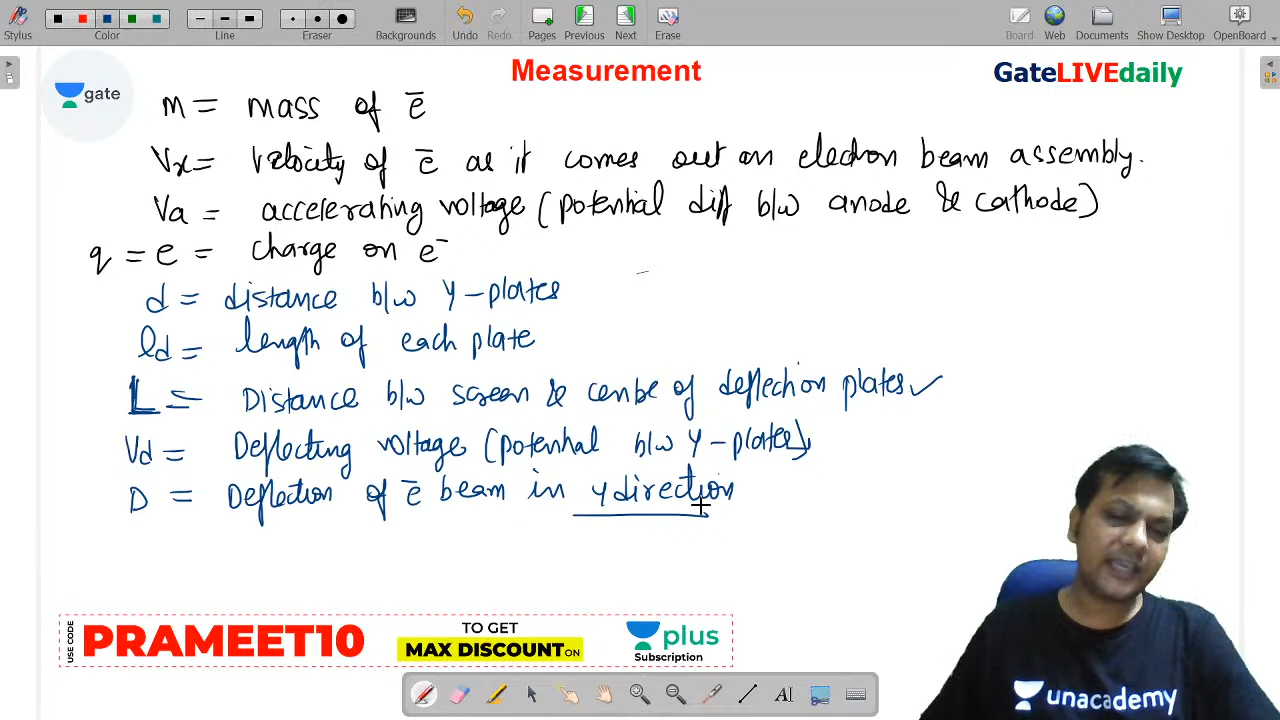 Stylus
Color
Line
Eraser
Backgrounds
Undo
Redo
Pages
Previous
Next
Erase
Board
Web
Documents
Show Desktop
OpenBoard
gate
Measurement
GateLIVEdaily
m = mass of ē
Vx = velocity of ē as it comes out on electron beam assembly.
Va = accelerating voltage (potential diff b/w anode & cathode)
q = e = charge on e⁻
d = distance b/w Y-plates
ld = length of each plate
L = Distance b/w screen & centre of deflection plates ✓
Vd = Deflecting voltage (potential b/w Y-plates)
D = Deflection of ē beam in y direction
USE CODE
PRAMEET10
TO GET
MAX DISCOUNT ON
plus
Subscription
unacademy